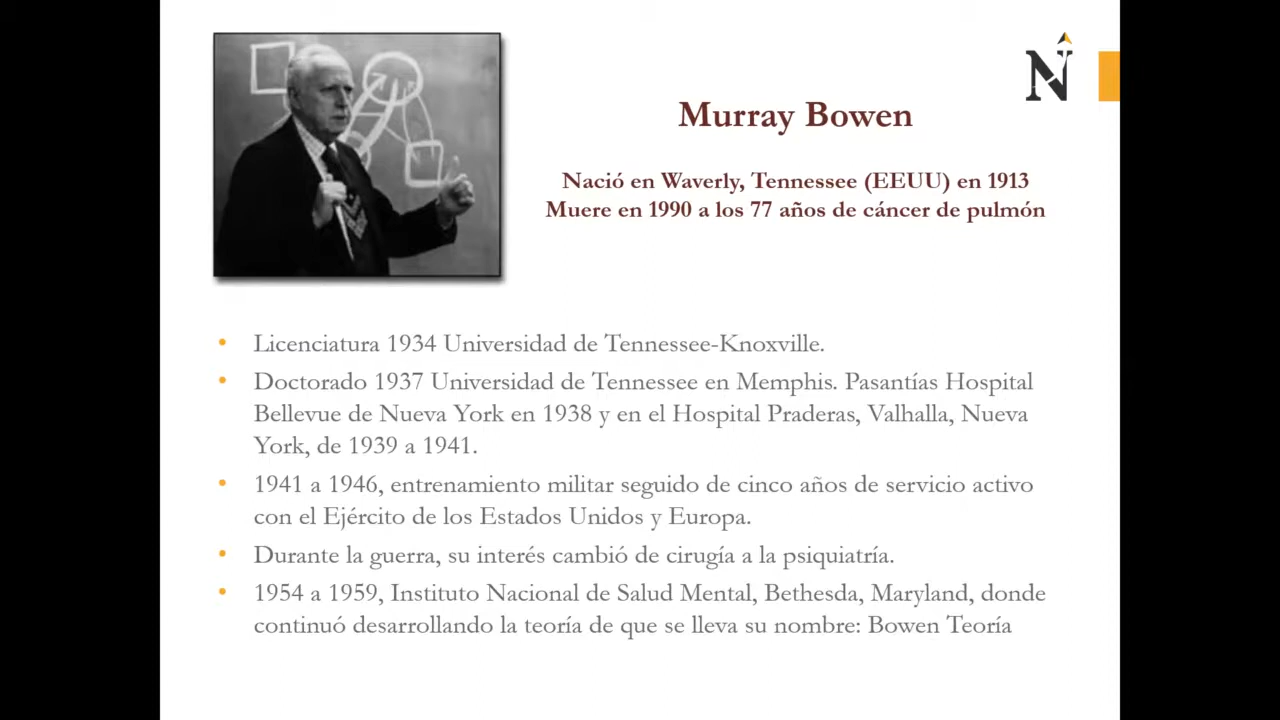 N
Murray Bowen
Nació en Waverly, Tennessee (EEUU) en 1913
Muere en 1990 a los 77 años de cáncer de pulmón
• Licenciatura 1934 Universidad de Tennessee-Knoxville.
• Doctorado 1937 Universidad de Tennessee en Memphis. Pasantías Hospital
Bellevue de Nueva York en 1938 y en el Hospital Praderas, Valhalla, Nueva
York, de 1939 a 1941.
• 1941 a 1946, entrenamiento militar seguido de cinco años de servicio activo
con el Ejército de los Estados Unidos y Europa.
• Durante la guerra, su interés cambió de cirugía a la psiquiatría.
• 1954 a 1959, Instituto Nacional de Salud Mental, Bethesda, Maryland, donde
continuó desarrollando la teoría de que se lleva su nombre: Bowen Teoría